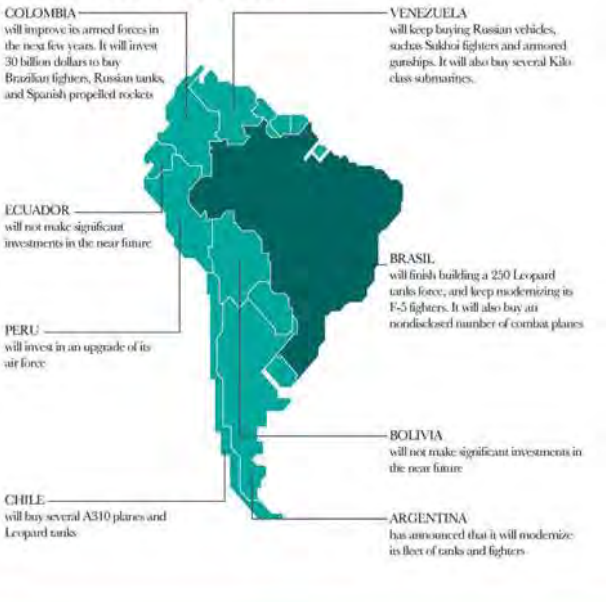 COLOMBIA
will improve its armed forces in
the next few years. It will invest
30 billion dollars to buy
Brazilian fighters, Russian tanks,
and Spanish propelled rockets
VENEZUELA
will keep buying Russian vehicles,
suchas Sukhoi fighters and armored
gunships. It will also buy several Kilo
class submarines.
ECUADOR
will not make significant
investments in the near future
BRASIL
will finish building a 250 Leopard
tanks force, and keep modernizing its
F-5 fighters. It will also buy an
nondisclosed number of combat planes
PERU
will invest in an upgrade of its
air force
BOLIVIA
will not make significant investments in
the near future
CHILE
will buy several A310 planes and
Leopard tanks
ARGENTINA
has announced that it will modernize
its fleet of tanks and fighters